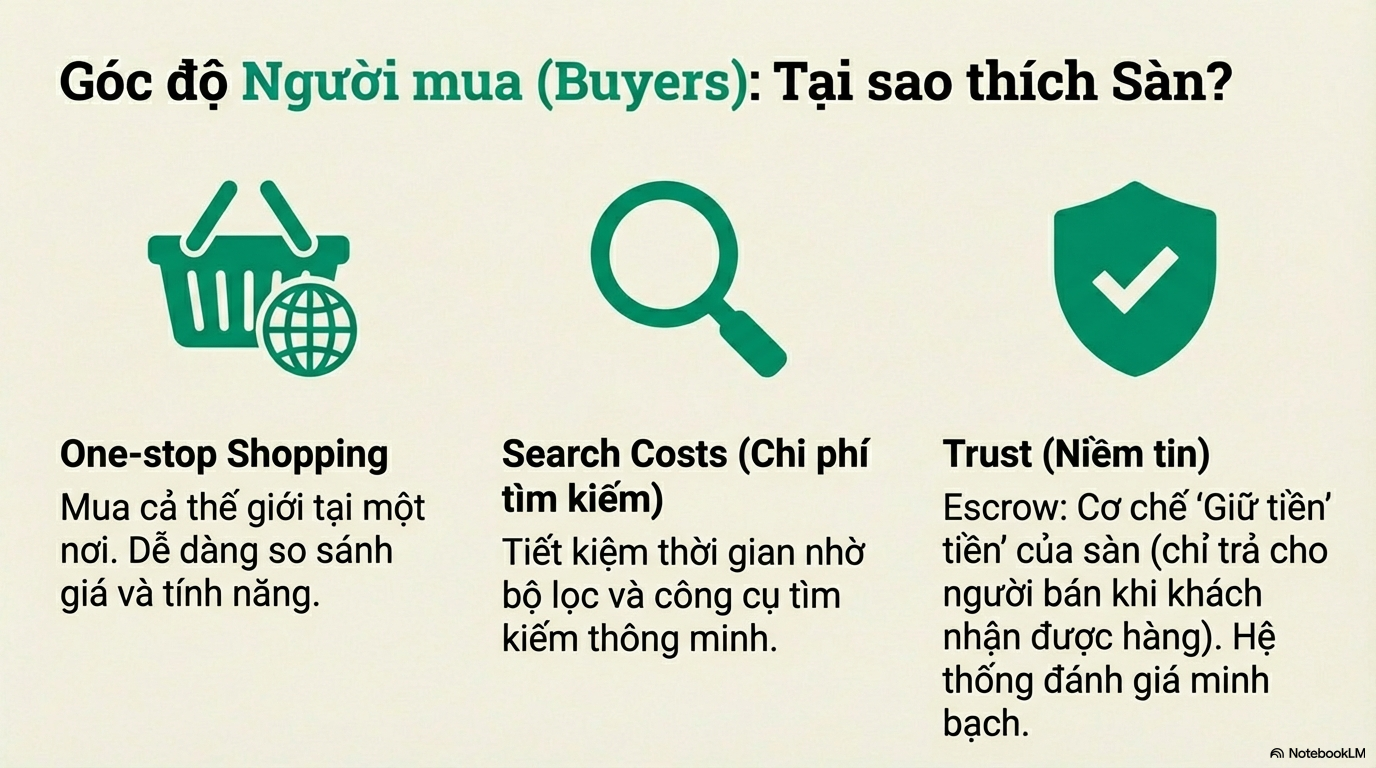 Góc độ Người mua (Buyers): Tại sao thích Sàn?
One-stop Shopping
Mua cả thế giới tại một
nơi. Dễ dàng so sánh
giá và tính năng.
Search Costs (Chi phí
tìm kiếm)
Tiết kiệm thời gian nhờ
bộ lọc và công cụ tìm
kiếm thông minh.
Trust (Niềm tin)
Escrow: Cơ chế ‘Giữ tiền’
tiền’ của sàn (chỉ trả cho
người bán khi khách
nhận được hàng). Hệ
thống đánh giá minh
bạch.
NotebookLM